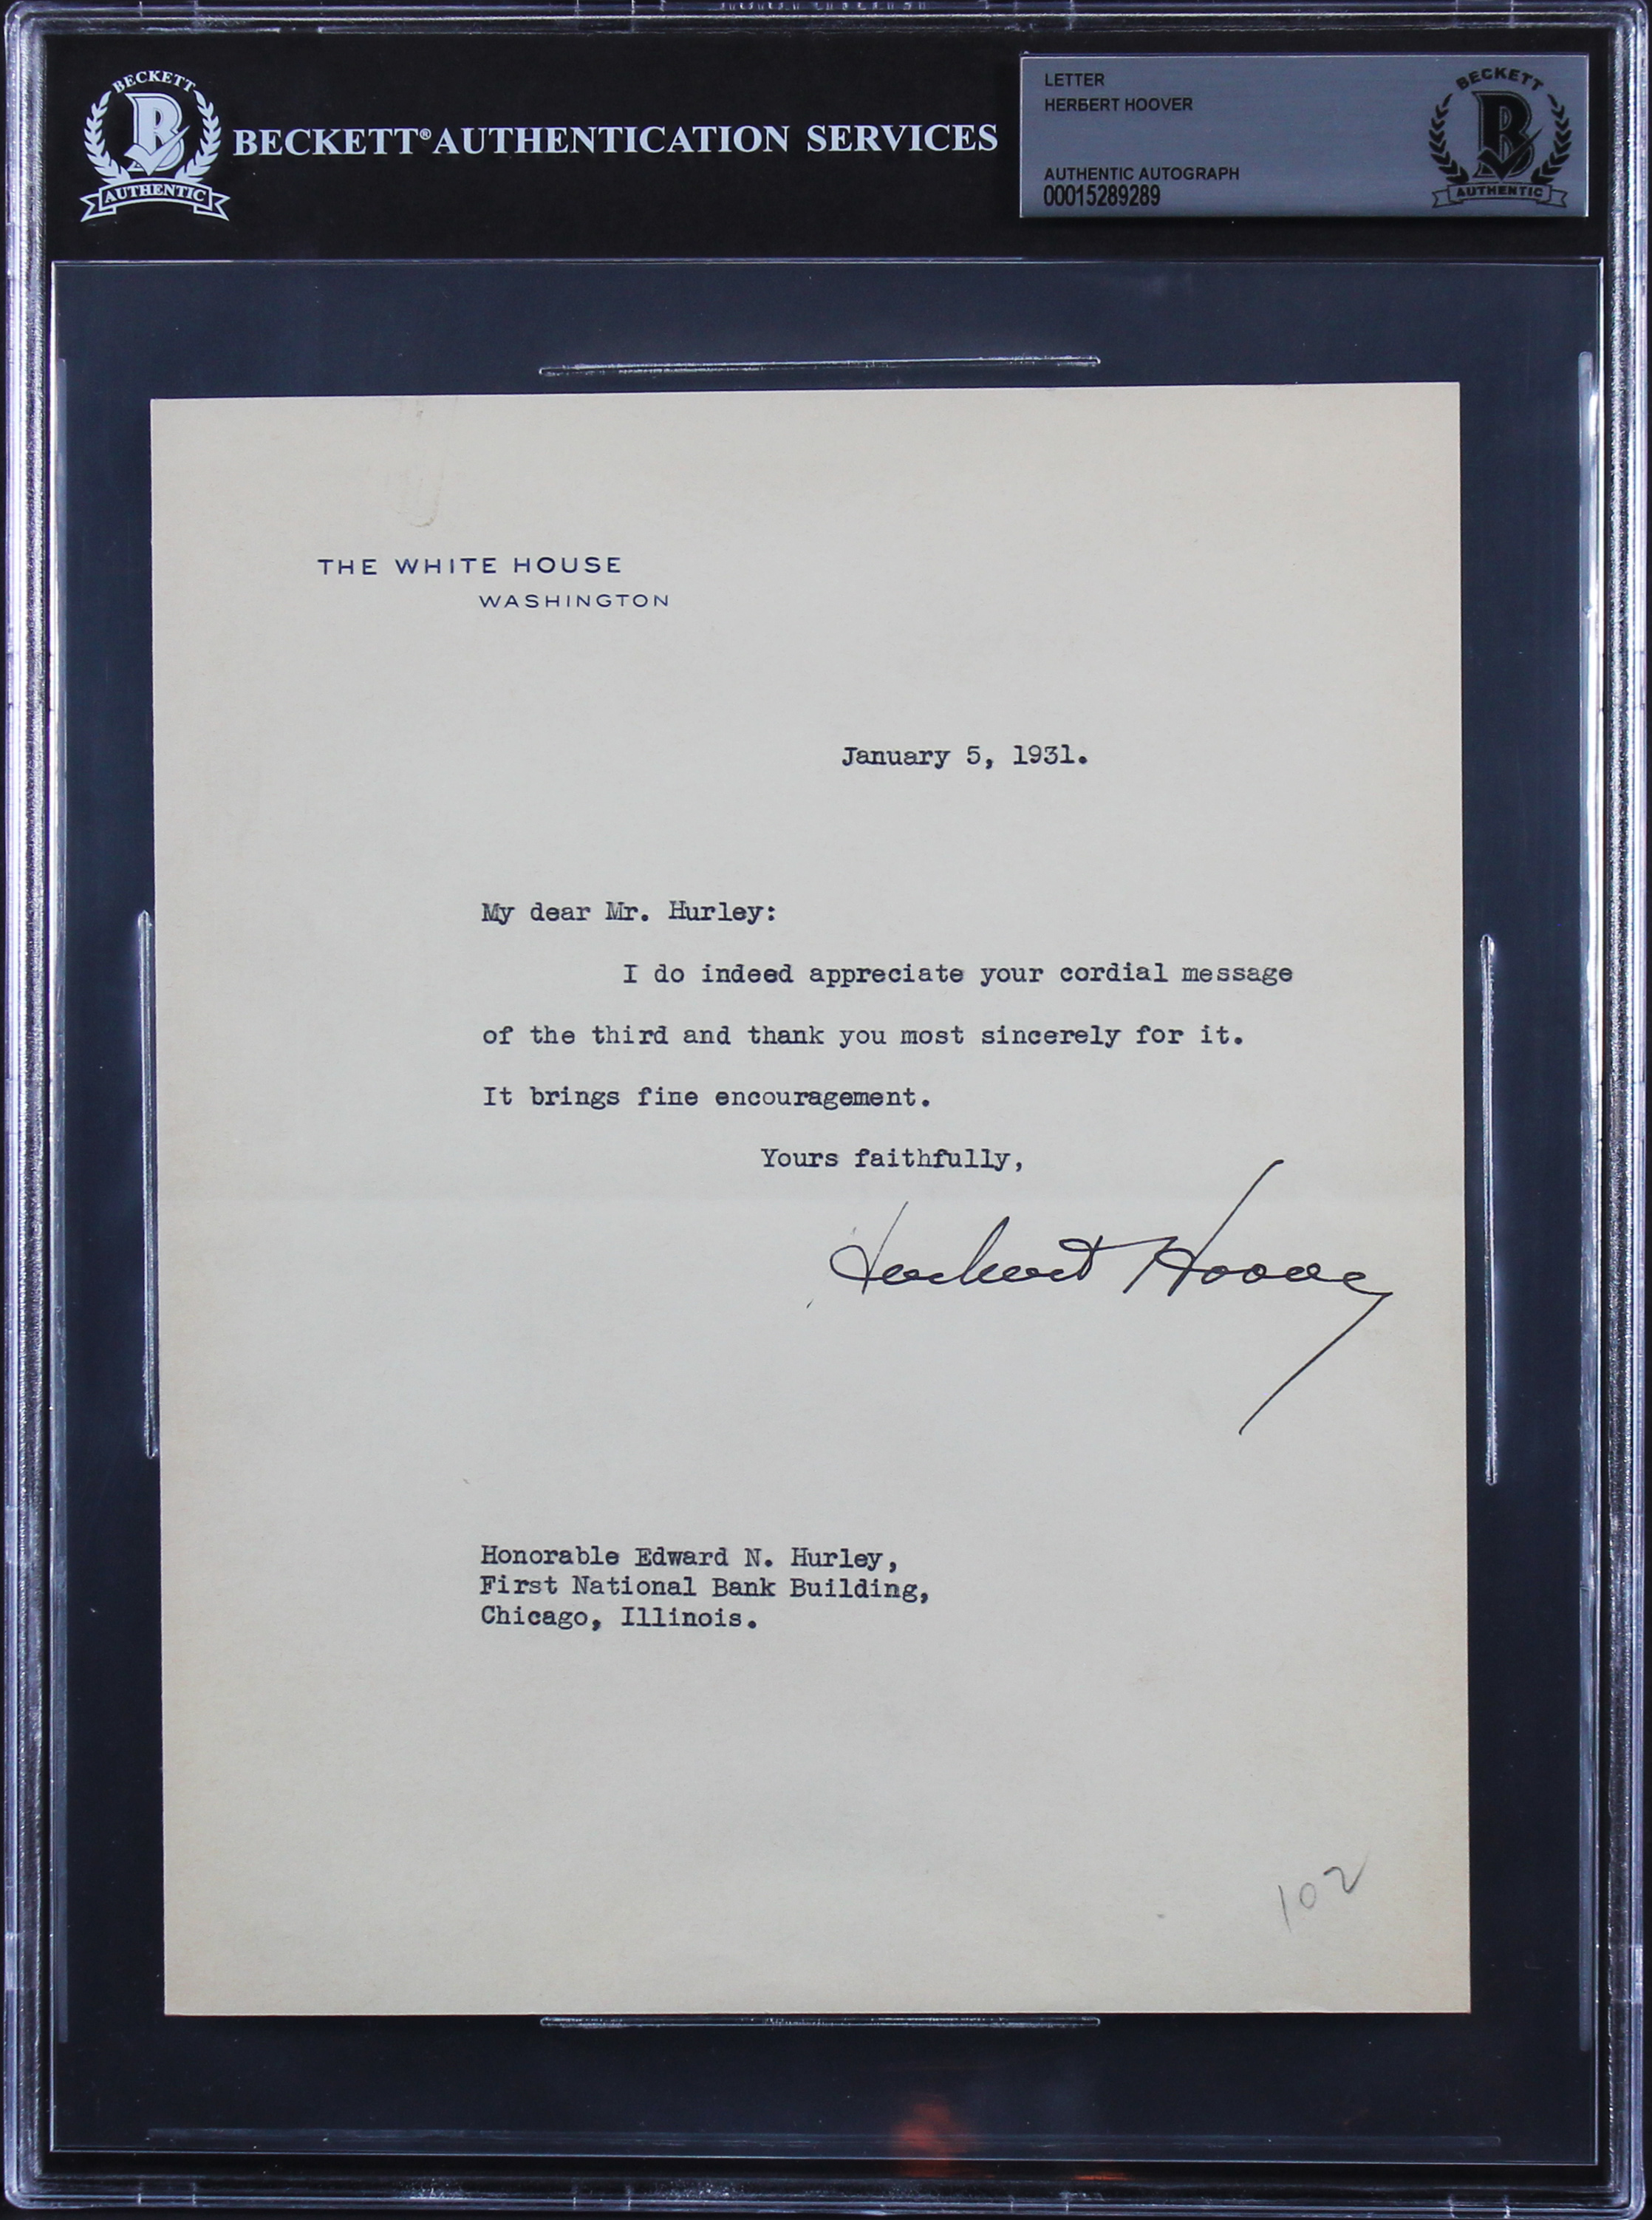 BECKETT
B
AUTHENTIC
BECKETT® AUTHENTICATION SERVICES
LETTER
HERBERT HOOVER
AUTHENTIC AUTOGRAPH
00015289289
BECKETT
B
AUTHENTIC
THE WHITE HOUSE
WASHINGTON
January 5, 1931.
My dear Mr. Hurley:
I do indeed appreciate your cordial message
of the third and thank you most sincerely for it.
It brings fine encouragement.
Yours faithfully,
Herbert Hoover
Honorable Edward N. Hurley,
First National Bank Building,
Chicago, Illinois.
102